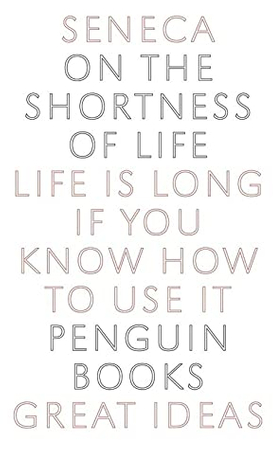 SENECA
ON THE
SHORTNESS
OF LIFE
LIFE IS LONG
IF YOU
KNOW HOW
TO USE IT
PENGUIN
BOOKS
GREAT IDEAS